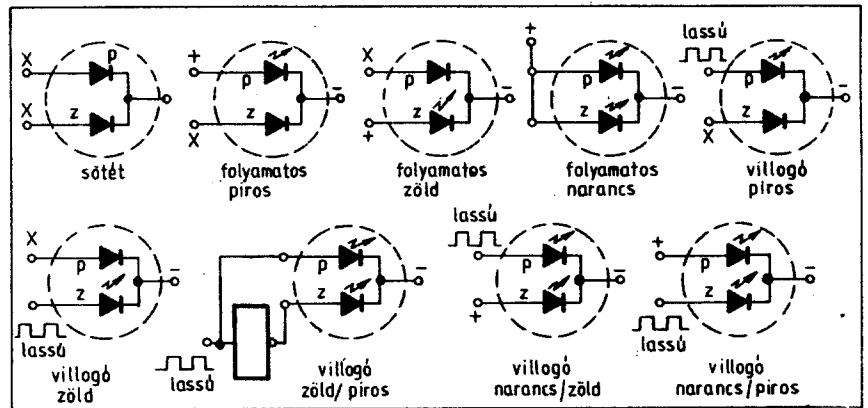 X
p
X
z
sötét
+
p
X
z
−
folyamatos
piros
X
p
+
z
−
folyamatos
zöld
+
p
z
−
folyamatos
narancs
lassú
p
X
z
−
villogó
piros
X
p
z
−
lassú
villogó
zöld
lassú
p
z
−
villogó
zöld/piros
lassú
p
+
z
−
villogó
narancs/zöld
+
p
z
−
lassú
villogó
narancs/piros